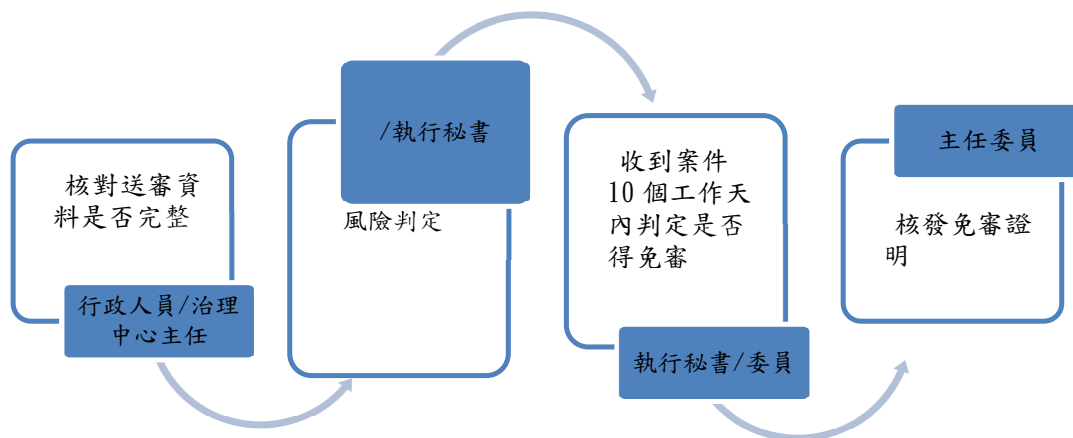 核對送審資
料是否完整
行政人員/治理
中心主任
/執行秘書
風險判定
收到案件
10 個工作天
內判定是否
得免審
執行秘書/委員
主任委員
核發免審證
明